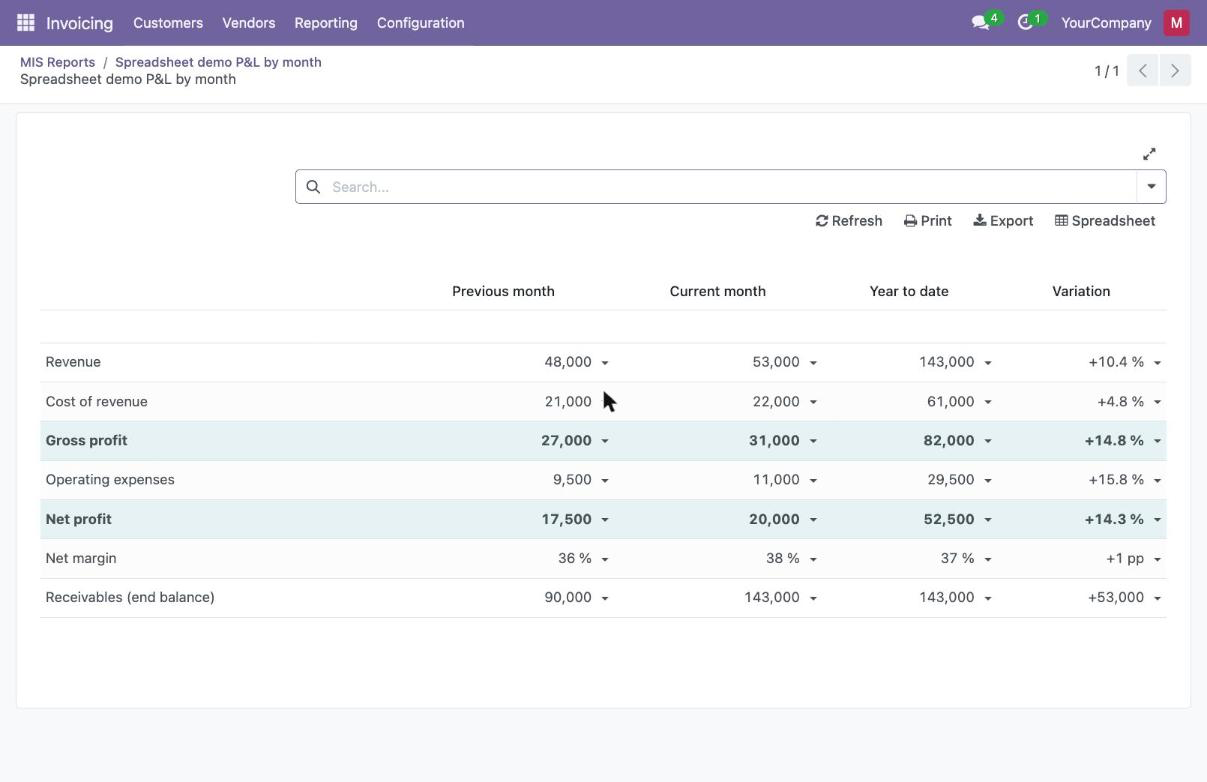 Invoicing Customers Vendors Reporting Configuration 4 1 YourCompany M
MIS Reports / Spreadsheet demo P&L by month
Spreadsheet demo P&L by month
1 / 1
Search...
Refresh Print Export Spreadsheet
Previous month Current month Year to date Variation
Revenue 48,000 53,000 143,000 +10.4 %
Cost of revenue 21,000 22,000 61,000 +4.8 %
Gross profit 27,000 31,000 82,000 +14.8 %
Operating expenses 9,500 11,000 29,500 +15.8 %
Net profit 17,500 20,000 52,500 +14.3 %
Net margin 36 % 38 % 37 % +1 pp
Receivables (end balance) 90,000 143,000 143,000 +53,000